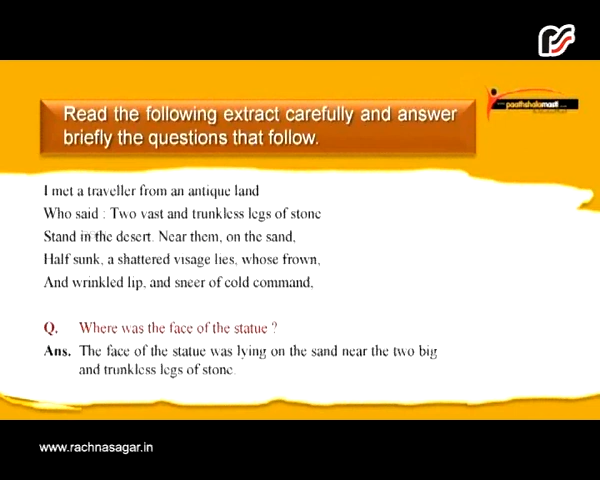 Read the following extract carefully and answer
briefly the questions that follow.
paathshalamasti
I met a traveller from an antique land
Who said : Two vast and trunkless legs of stone
Stand in the desert. Near them, on the sand,
Half sunk, a shattered visage lies, whose frown,
And wrinkled lip, and sneer of cold command,
Q. Where was the face of the statue ?
Ans. The face of the statue was lying on the sand near the two big
and trunkless legs of stone.
www.rachnasagar.in